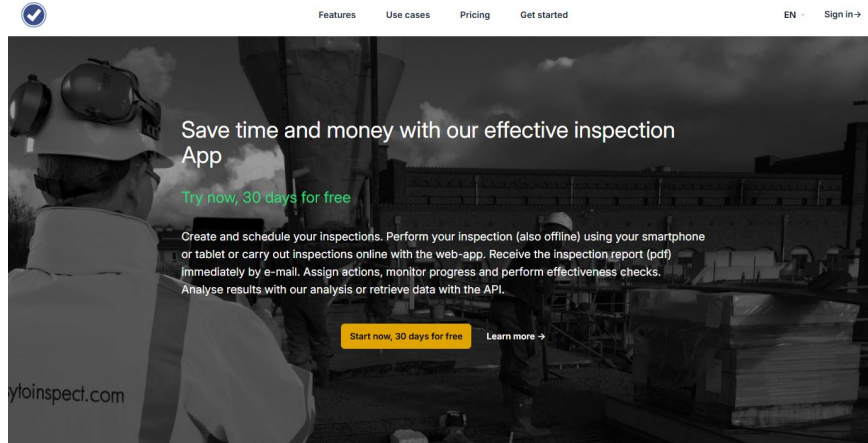 Features
Use cases
Pricing
Get started
EN
Sign in→
Save time and money with our effective inspection
App
Try now, 30 days for free
Create and schedule your inspections. Perform your inspection (also offline) using your smartphone
or tablet or carry out inspections online with the web-app. Receive the inspection report (pdf)
immediately by e-mail. Assign actions, monitor progress and perform effectiveness checks.
Analyse results with our analysis or retrieve data with the API.
Start now, 30 days for free
Learn more →
ytoinspect.com